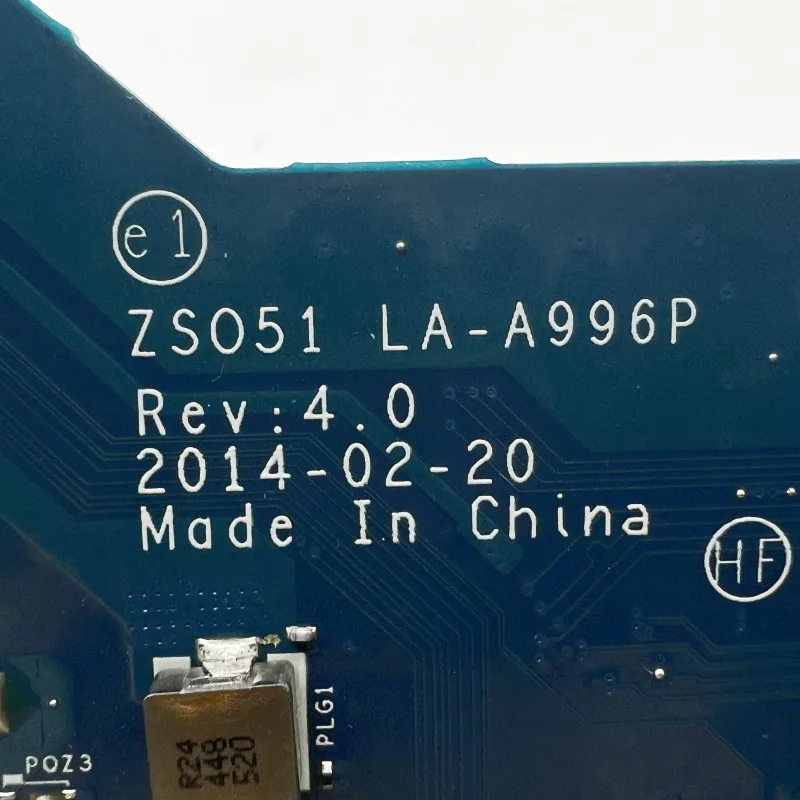 e1
ZSO51 LA-A996P
Rev:4.0
2014-02-20
Made In China
HF
PLG1
R24
448
520
POZ3